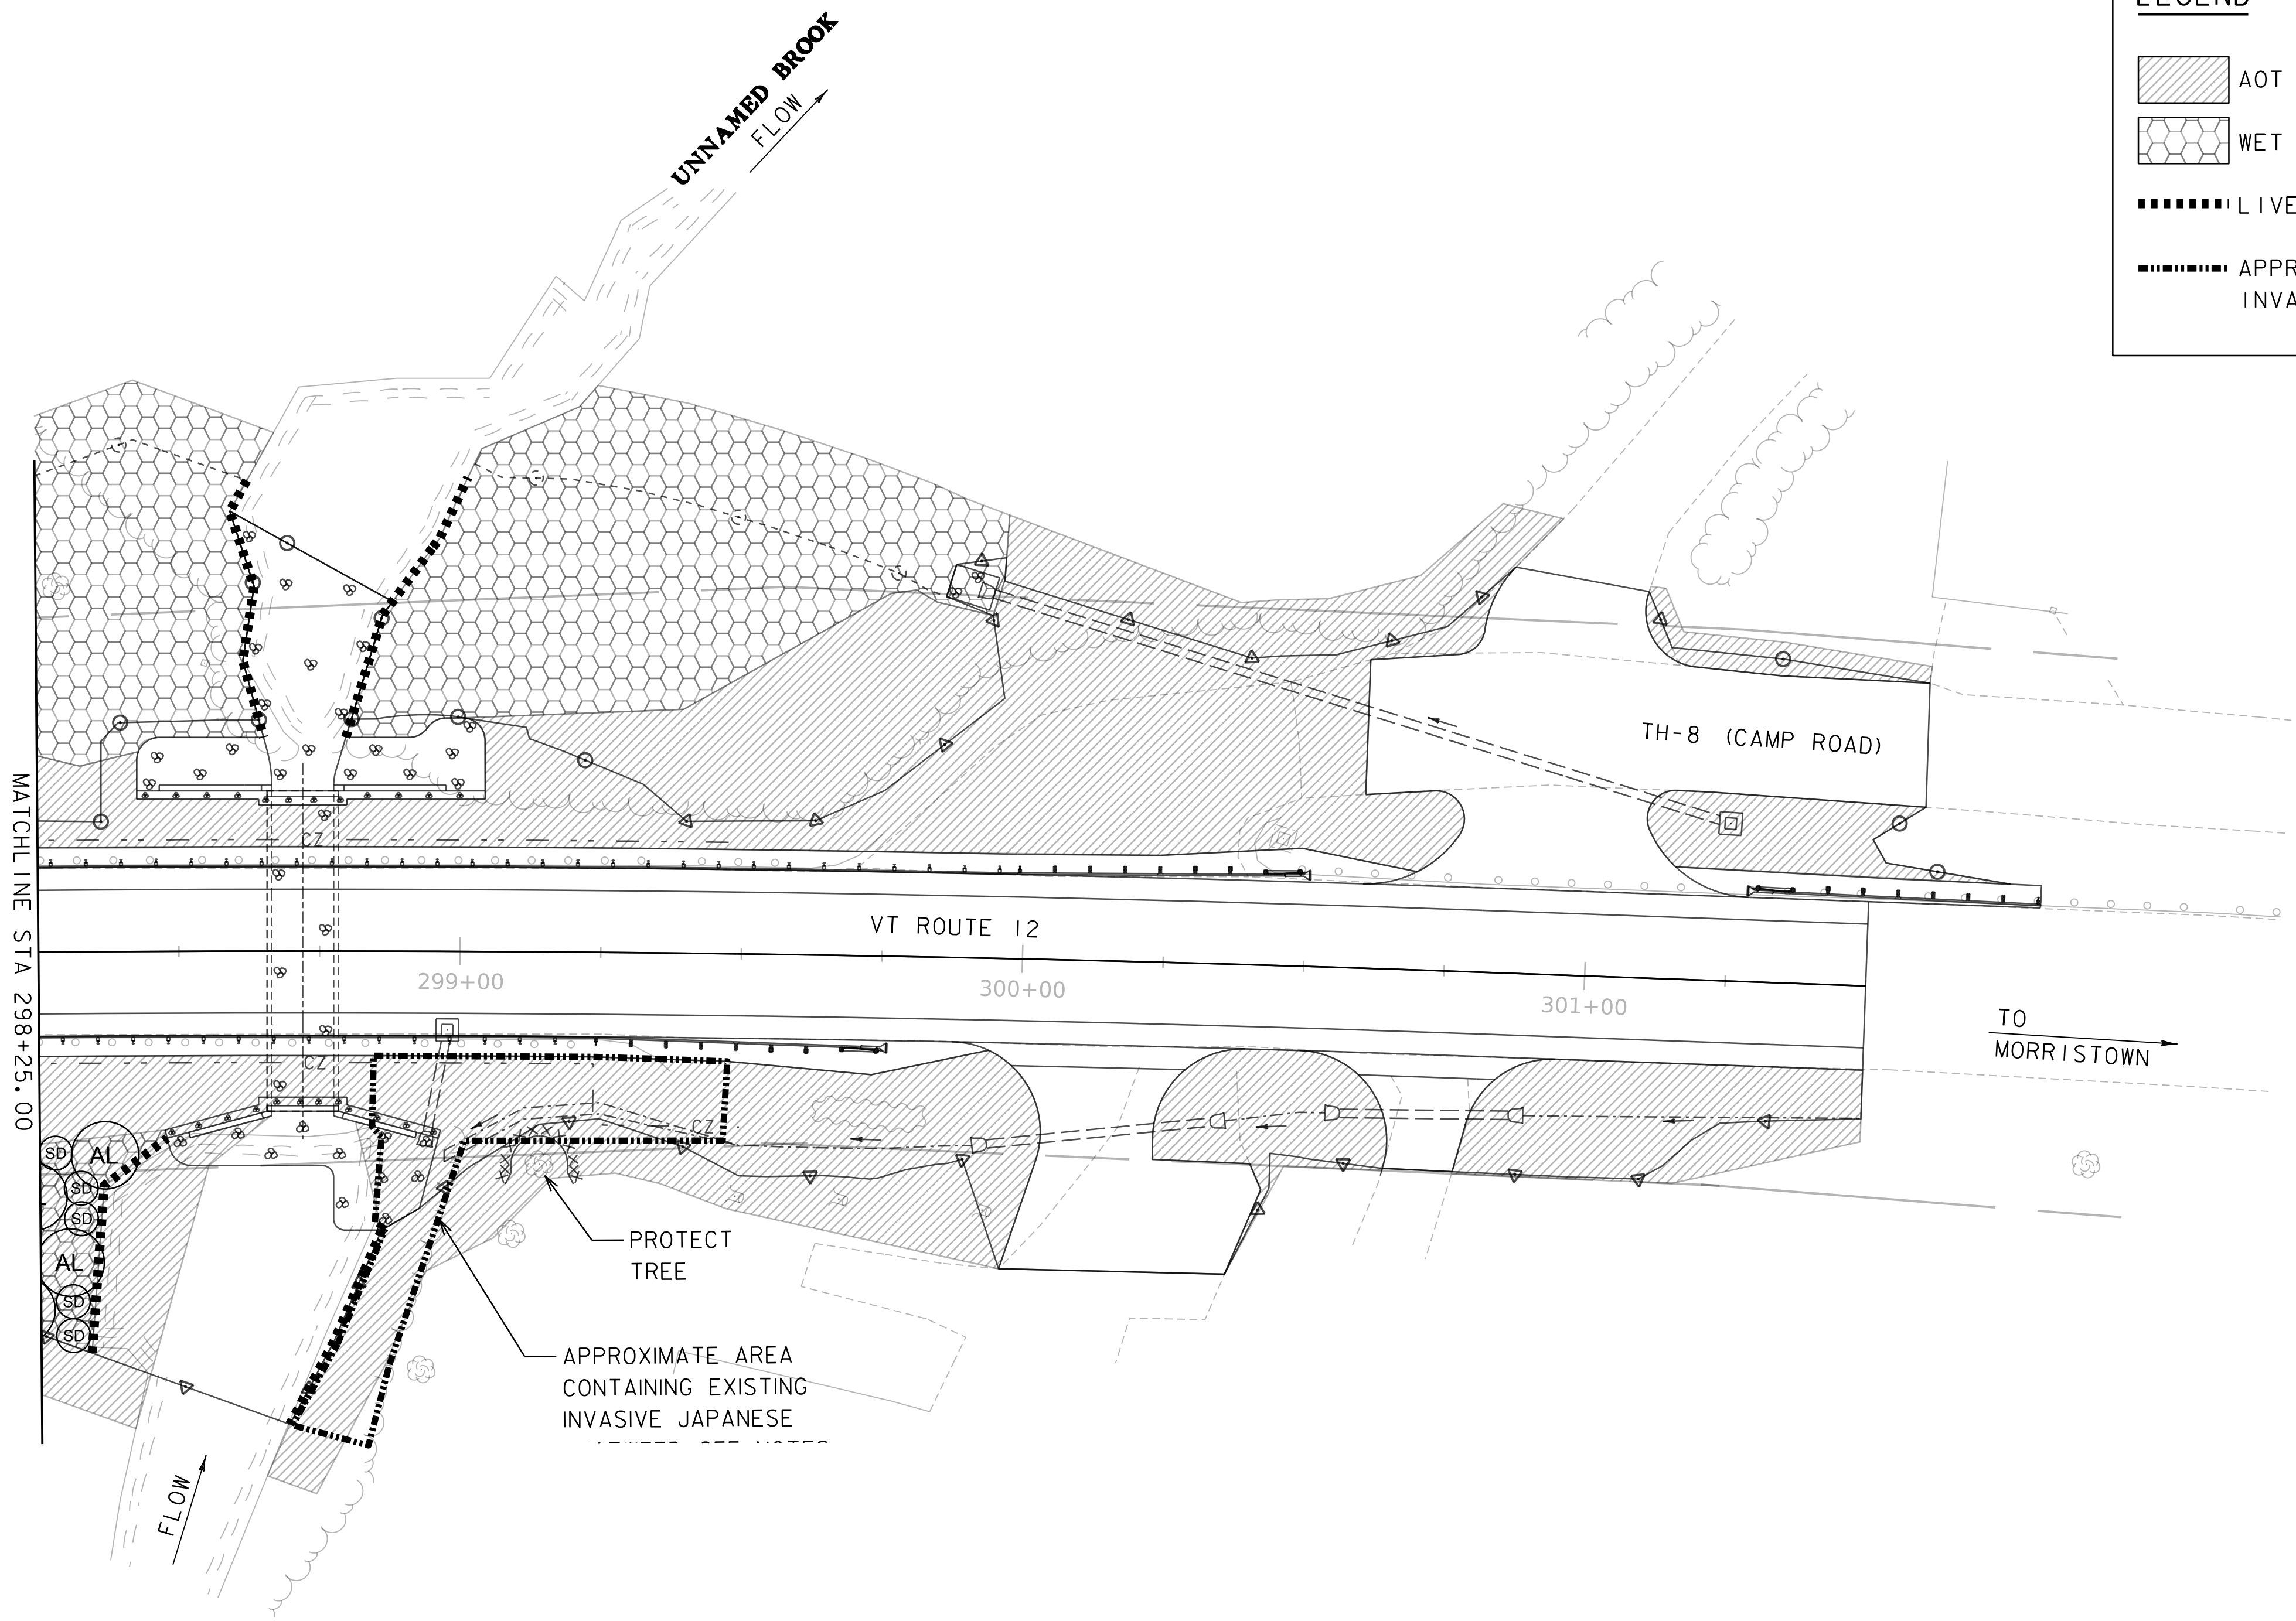 LEGEND
AOT
WET
LIVE
APPR
INVA
UNNAMED BROOK
FLOW
TH-8 (CAMP ROAD)
CZ
VT ROUTE 12
299+00
300+00
301+00
MATCHLINE STA 298+25.00
TO
MORRISTOWN
CZ
CZ
SD
AL
SD
SD
AL
SD
SD
PROTECT
TREE
APPROXIMATE AREA
CONTAINING EXISTING
INVASIVE JAPANESE
FLOW